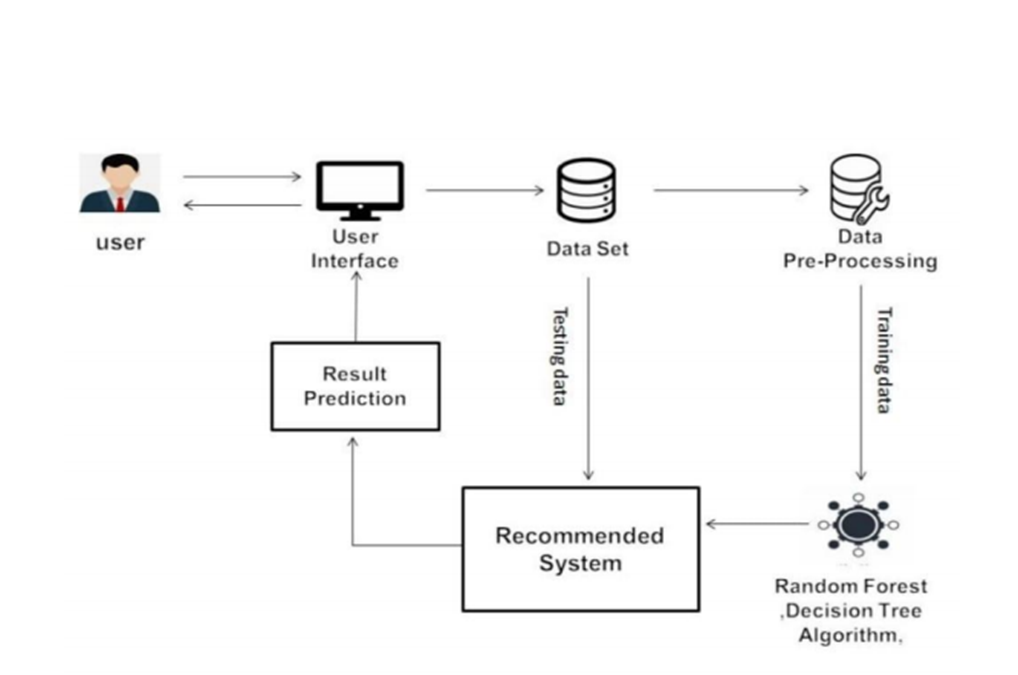 user
User
Interface
Data Set
Data
Pre-Processing
Testing data
Training data
Result
Prediction
Recommended
System
Random Forest
,Decision Tree
Algorithm,